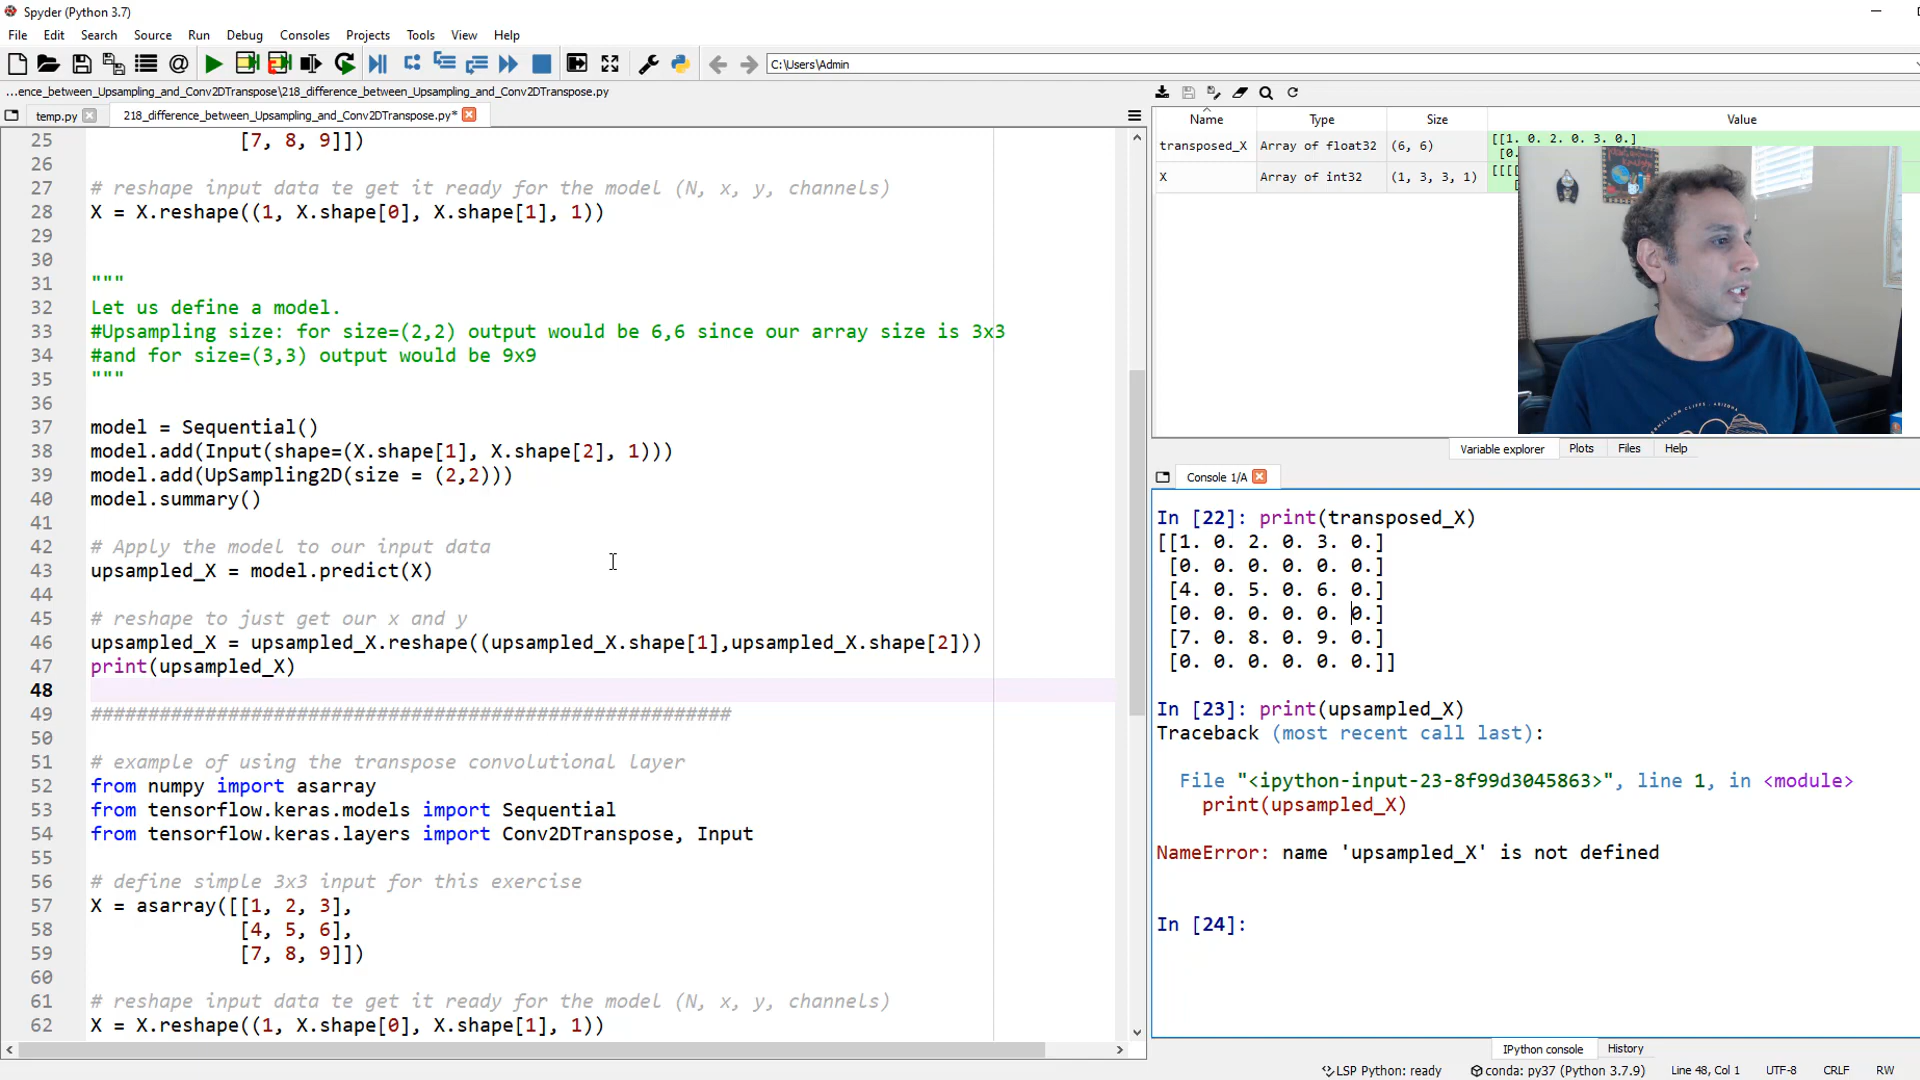 Spyder (Python 3.7)
File Edit Search Source Run Debug Consoles Projects Tools View Help
C:\Users\Admin
...ence_between_Upsampling_and_Conv2DTranspose\218_difference_between_Upsampling_and_Conv2DTranspose.py
temp.py 218_difference_between_Upsampling_and_Conv2DTranspose.py*
25 [7, 8, 9]])
26
27 # reshape input data te get it ready for the model (N, x, y, channels)
28 X = X.reshape((1, X.shape[0], X.shape[1], 1))
29
30
31 """
32 Let us define a model.
33 #Upsampling size: for size=(2,2) output would be 6,6 since our array size is 3x3
34 #and for size=(3,3) output would be 9x9
35 """
36
37 model = Sequential()
38 model.add(Input(shape=(X.shape[1], X.shape[2], 1)))
39 model.add(UpSampling2D(size = (2,2)))
40 model.summary()
41
42 # Apply the model to our input data
43 upsampled_X = model.predict(X)
44
45 # reshape to just get our x and y
46 upsampled_X = upsampled_X.reshape((upsampled_X.shape[1],upsampled_X.shape[2]))
47 print(upsampled_X)
48
49 ########################################################
50
51 # example of using the transpose convolutional layer
52 from numpy import asarray
53 from tensorflow.keras.models import Sequential
54 from tensorflow.keras.layers import Conv2DTranspose, Input
55
56 # define simple 3x3 input for this exercise
57 X = asarray([[1, 2, 3],
58 [4, 5, 6],
59 [7, 8, 9]])
60
61 # reshape input data te get it ready for the model (N, x, y, channels)
62 X = X.reshape((1, X.shape[0], X.shape[1], 1))
Name Type Size Value
transposed_X Array of float32 (6, 6) [[1. 0. 2. 0. 3. 0.]
[0.
X Array of int32 (1, 3, 3, 1) [[[[
Variable explorer Plots Files Help
Console 1/A
In [22]: print(transposed_X)
[[1. 0. 2. 0. 3. 0.]
[0. 0. 0. 0. 0. 0.]
[4. 0. 5. 0. 6. 0.]
[0. 0. 0. 0. 0. 0.]
[7. 0. 8. 0. 9. 0.]
[0. 0. 0. 0. 0. 0.]]
In [23]: print(upsampled_X)
Traceback (most recent call last):
File "<ipython-input-23-8f99d3045863>", line 1, in <module>
print(upsampled_X)
NameError: name 'upsampled_X' is not defined
In [24]:
IPython console History
LSP Python: ready conda: py37 (Python 3.7.9) Line 48, Col 1 UTF-8 CRLF RW